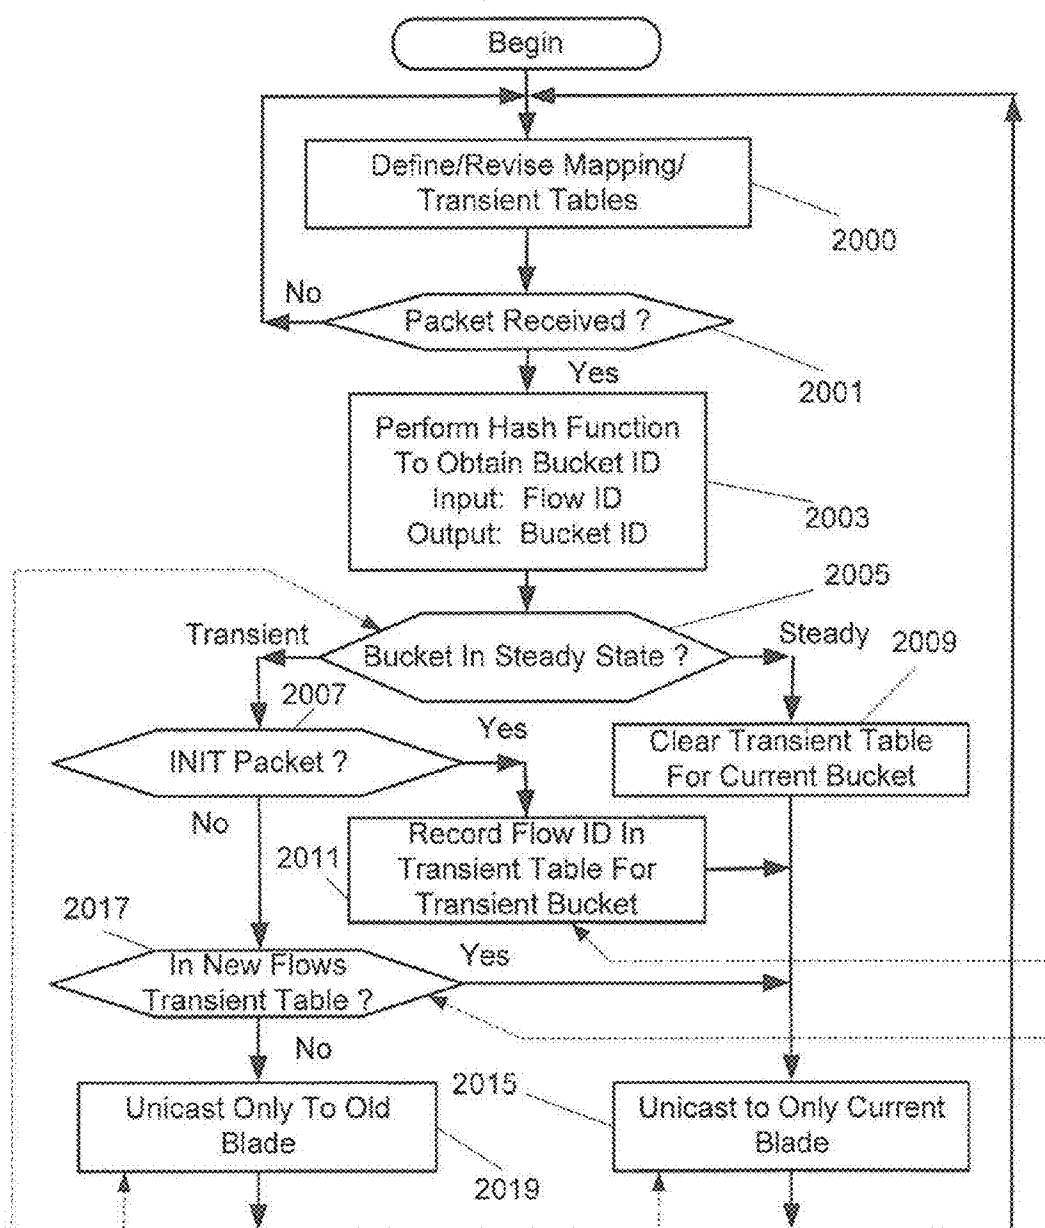 Begin
Define/Revise Mapping/
Transient Tables
2000
No
Packet Received ?
2001
Yes
Perform Hash Function
To Obtain Bucket ID
Input: Flow ID
Output: Bucket ID
2003
2005
Transient
Bucket In Steady State ?
Steady
2009
2007
INIT Packet ?
Yes
Clear Transient Table
For Current Bucket
No
2011
Record Flow ID In
Transient Table For
Transient Bucket
2017
In New Flows
Transient Table ?
Yes
No
Unicast Only To Old
Blade
2019
2015
Unicast to Only Current
Blade